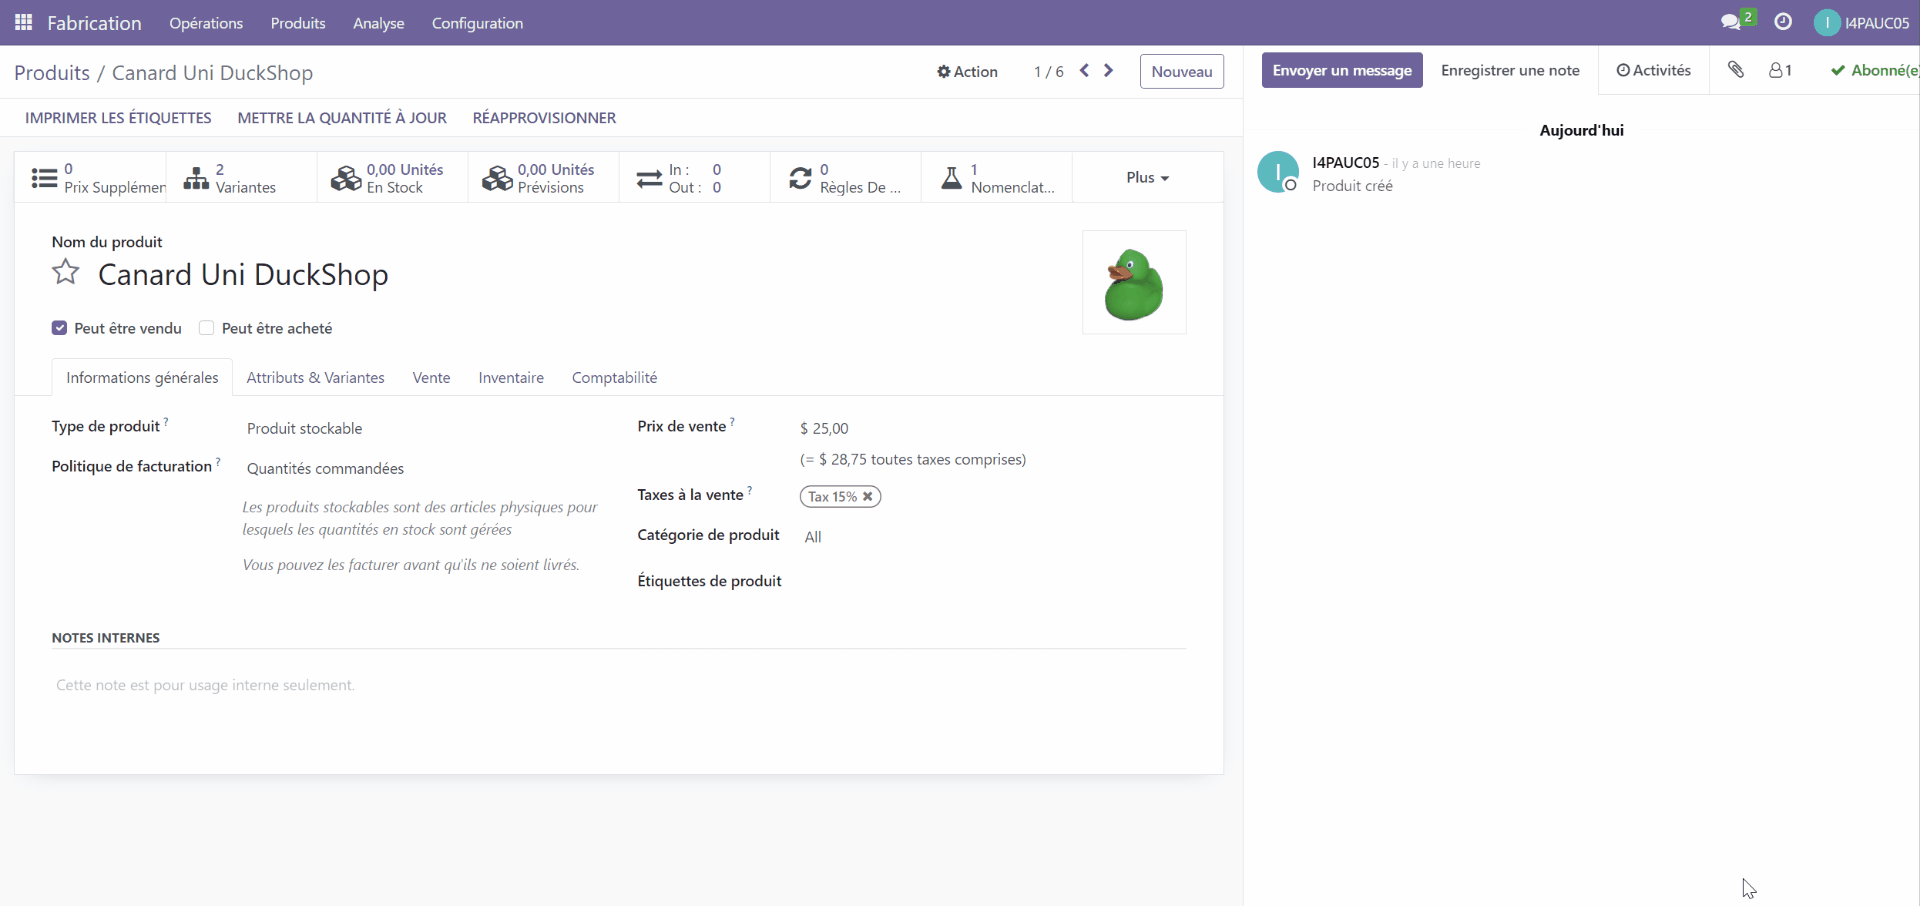 Fabrication Opérations Produits Analyse Configuration 2 I I4PAUC05
Produits / Canard Uni DuckShop Action 1 / 6 Nouveau
Envoyer un message Enregistrer une note Activités 1 Abonné(e
IMPRIMER LES ÉTIQUETTES METTRE LA QUANTITÉ À JOUR RÉAPPROVISIONNER
0 Prix Supplémen
2 Variantes
0,00 Unités En Stock
0,00 Unités Prévisions
In : 0
Out : 0
0 Règles De ...
1 Nomenclat...
Plus
Nom du produit
Canard Uni DuckShop
Peut être vendu Peut être acheté
Informations générales Attributs & Variantes Vente Inventaire Comptabilité
Type de produit ? Produit stockable
Politique de facturation ? Quantités commandées
Les produits stockables sont des articles physiques pour
lesquels les quantités en stock sont gérées
Vous pouvez les facturer avant qu'ils ne soient livrés.
Prix de vente ? $ 25,00
(= $ 28,75 toutes taxes comprises)
Taxes à la vente ? Tax 15%
Catégorie de produit All
Étiquettes de produit
NOTES INTERNES
Cette note est pour usage interne seulement.
Aujourd'hui
I I4PAUC05 - il y a une heure
Produit créé